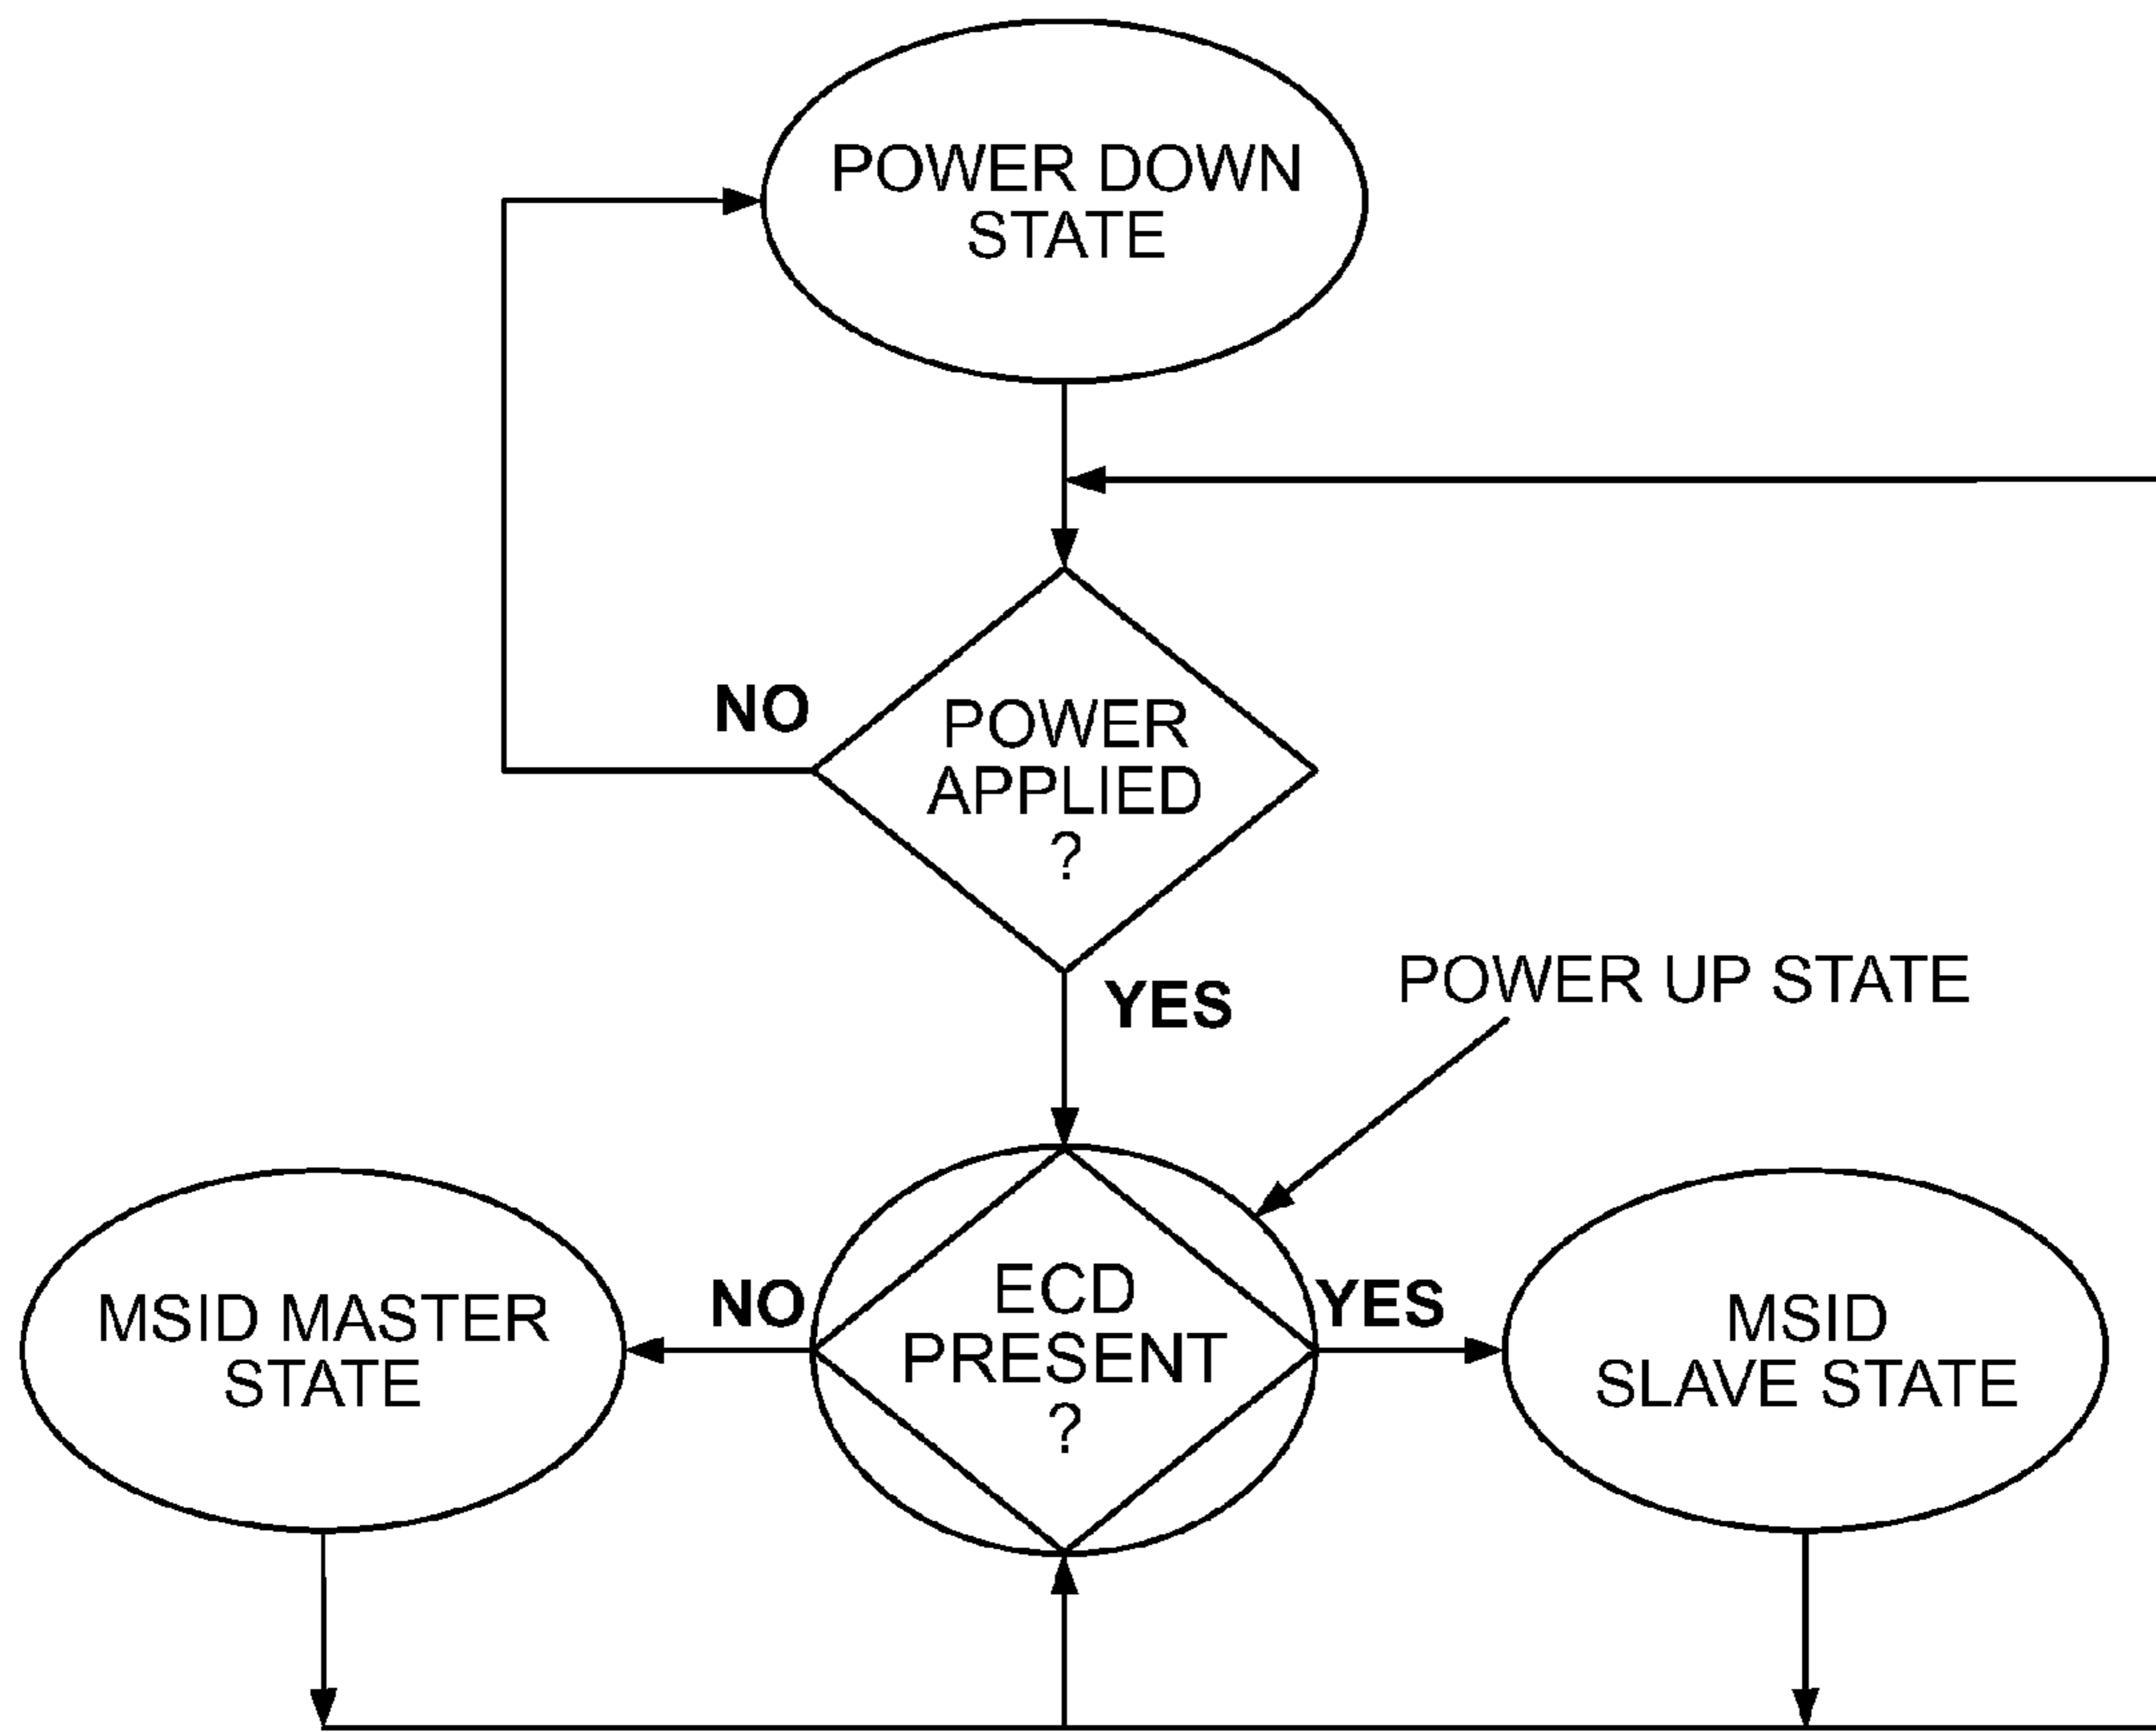 POWER DOWN
STATE
NO
POWER
APPLIED
?
YES
POWER UP STATE
MSID MASTER
STATE
NO
ECD
PRESENT
?
YES
MSID
SLAVE STATE